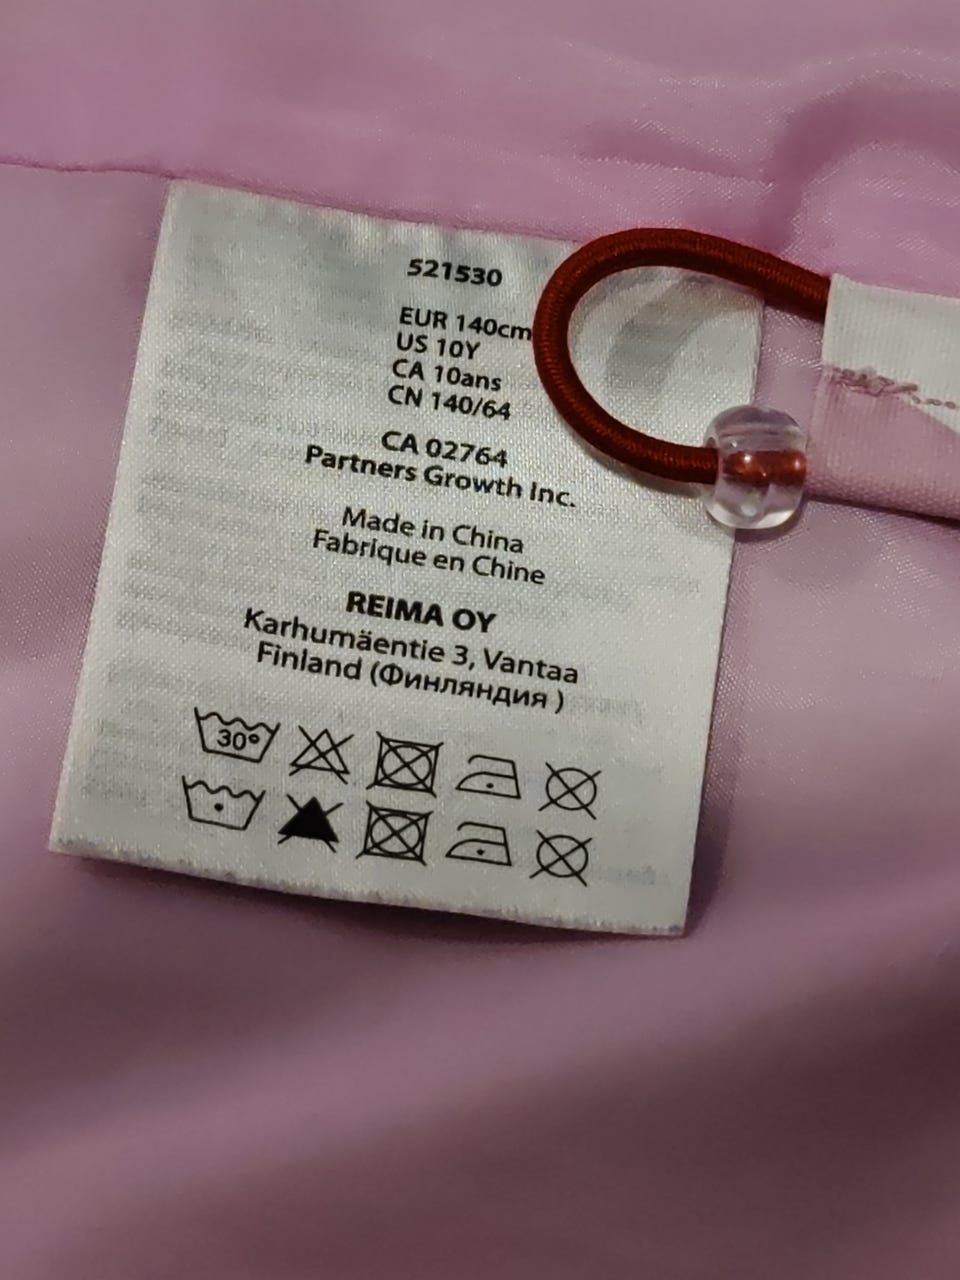 521530
EUR 140cm
US 10Y
CA 10ans
CN 140/64
CA 02764
Partners Growth Inc.
Made in China
Fabrique en Chine
REIMA OY
Karhumäentie 3, Vantaa
Finland (Финляндия )
30°